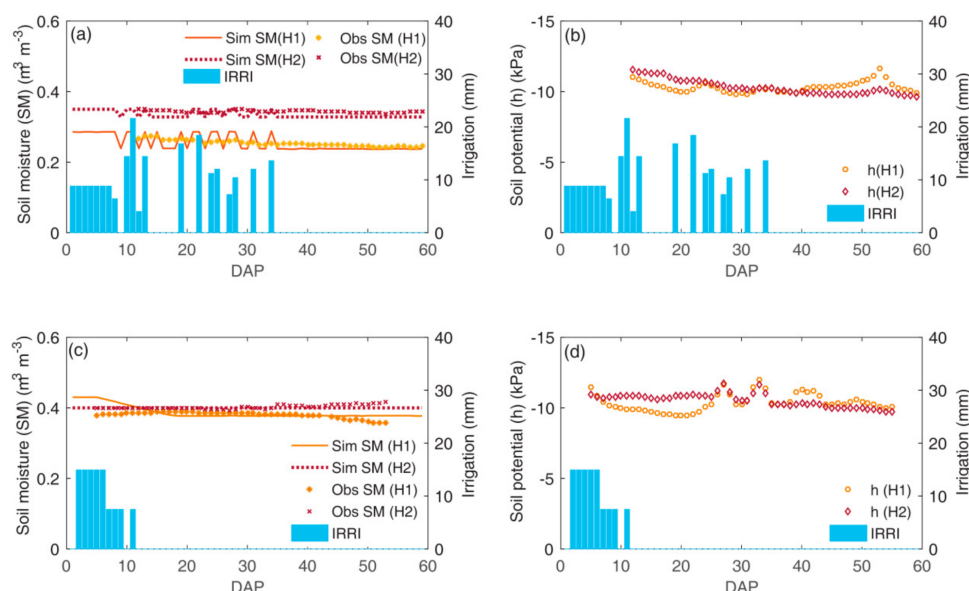 (a)
Sim SM(H1)
Obs SM (H1)
Sim SM(H2)
Obs SM(H2)
IRRI
Soil moisture (SM) (m³ m⁻³)
0.6
0.4
0.2
0
40
30
20
10
0
Irrigation (mm)
0 10 20 30 40 50 60
DAP
(b)
h(H1)
h(H2)
IRRI
Soil potential (h) (kPa)
-15
-10
-5
0
40
30
20
10
0
Irrigation (mm)
0 10 20 30 40 50 60
DAP
(c)
Sim SM (H1)
Sim SM (H2)
Obs SM (H1)
Obs SM (H2)
IRRI
Soil moisture (SM) (m³ m⁻³)
0.6
0.4
0.2
0
40
30
20
10
0
Irrigation (mm)
0 10 20 30 40 50 60
DAP
(d)
h (H1)
h (H2)
IRRI
Soil potential (h) (kPa)
-15
-10
-5
0
40
30
20
10
0
Irrigation (mm)
0 10 20 30 40 50 60
DAP